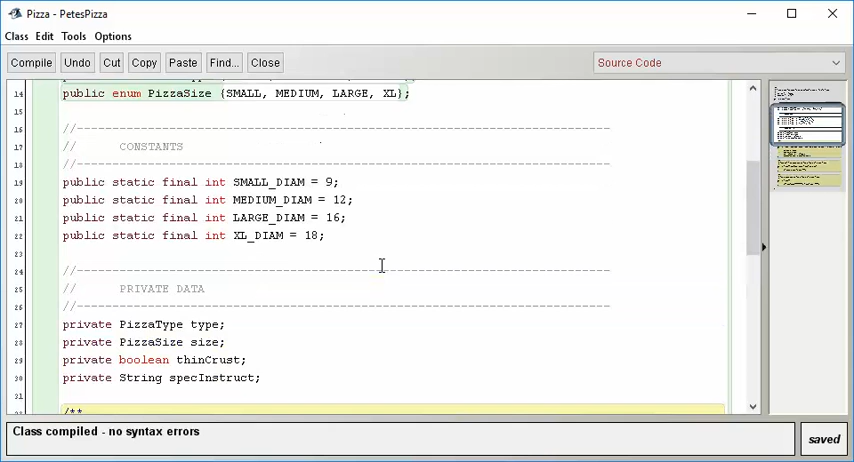 Pizza - PetesPizza
Class Edit Tools Options
Compile Undo Cut Copy Paste Find... Close Source Code
14 public enum PizzaSize {SMALL, MEDIUM, LARGE, XL};
15
16 //---------------------------------------------------------------------------
17 // CONSTANTS
18 //---------------------------------------------------------------------------
19 public static final int SMALL_DIAM = 9;
20 public static final int MEDIUM_DIAM = 12;
21 public static final int LARGE_DIAM = 16;
22 public static final int XL_DIAM = 18;
23
24 //---------------------------------------------------------------------------
25 // PRIVATE DATA
26 //---------------------------------------------------------------------------
27 private PizzaType type;
28 private PizzaSize size;
29 private boolean thinCrust;
30 private String specInstruct;
31
/**
Class compiled - no syntax errors
saved